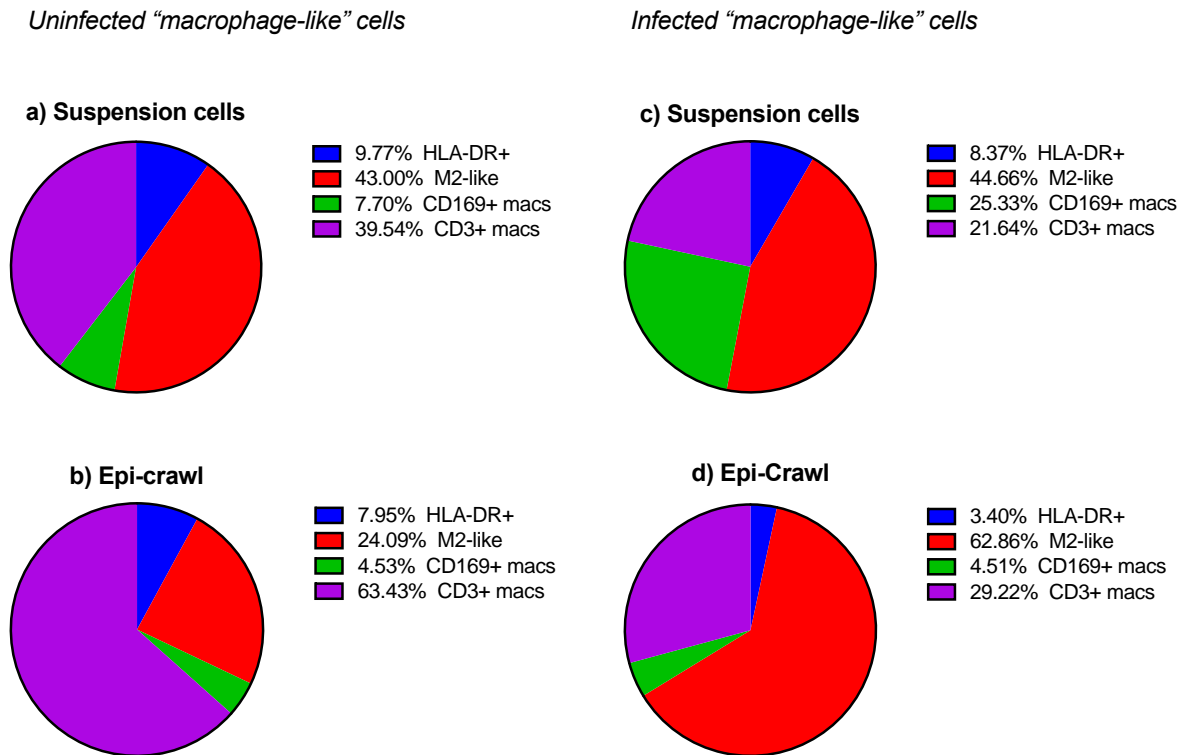 Uninfected “macrophage-like” cells
Infected “macrophage-like” cells
a) Suspension cells
9.77% HLA-DR+
43.00% M2-like
7.70% CD169+ macs
39.54% CD3+ macs
c) Suspension cells
8.37% HLA-DR+
44.66% M2-like
25.33% CD169+ macs
21.64% CD3+ macs
b) Epi-crawl
7.95% HLA-DR+
24.09% M2-like
4.53% CD169+ macs
63.43% CD3+ macs
d) Epi-Crawl
3.40% HLA-DR+
62.86% M2-like
4.51% CD169+ macs
29.22% CD3+ macs